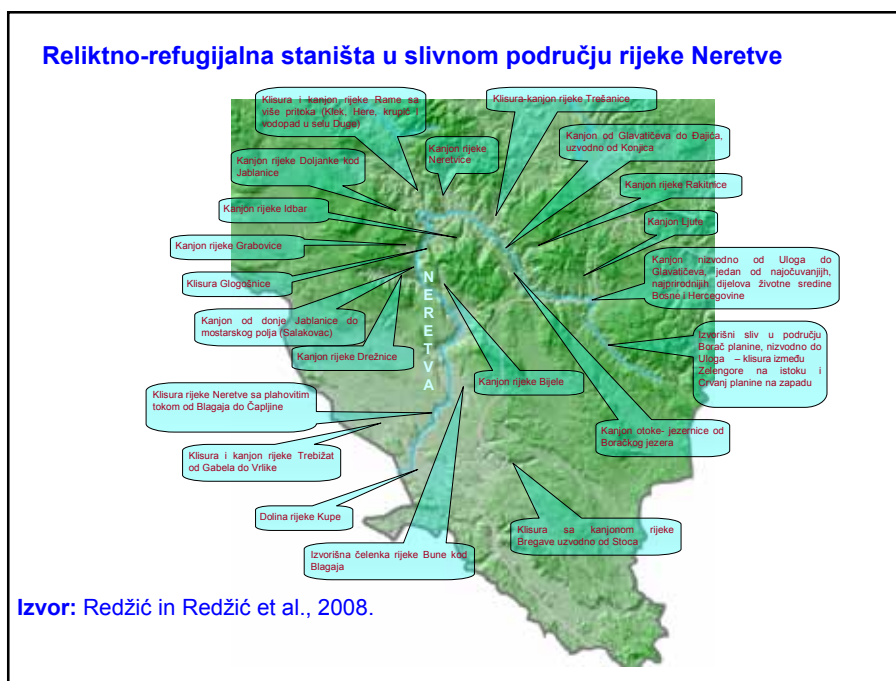 Reliktno-refugijalna staništa u slivnom području rijeke Neretve
Klisura i kanjon rijeke Rame sa
više pritoka (Klek, Here, krupić i
vodopad u selu Duge)
Klisura-kanjon rijeke Trešanice
Kanjon od Glavatičeva do Đajića,
uzvodno od Konjica
Kanjon rijeke
Neretvice
Kanjon rijeke Doljanke kod
Jablanice
Kanjon rijeke Rakitnice
Kanjon rijeke Idbar
Kanjon Ljute
Kanjon rijeke Grabovice
Kanjon nizvodno od Uloga do
Glavatičeva, jedan od najočuvanjih,
najprirodnijih dijelova životne sredine
Bosne i Hercegovine
Klisura Glogošnice
NERETVA
Kanjon od donje Jablanice do
mostarskog polja (Salakovac)
Izvorišni sliv u području
Borač planine, nizvodno do
Uloga – klisura između
Zelengore na istoku i
Crvanj planine na zapadu
Kanjon rijeke Drežnice
Kanjon rijeke Bijele
Klisura rijeke Neretve sa plahovitim
tokom od Blagaja do Čapljine
Kanjon otoke- jezernice od
Boračkog jezera
Klisura i kanjon rijeke Trebižat
od Gabela do Vrlike
Dolina rijeke Kupe
Klisura sa kanjonom rijeke
Bregave uzvodno od Stoca
Izvorišna čelenka rijeke Bune kod
Blagaja
Izvor: Redžić in Redžić et al., 2008.